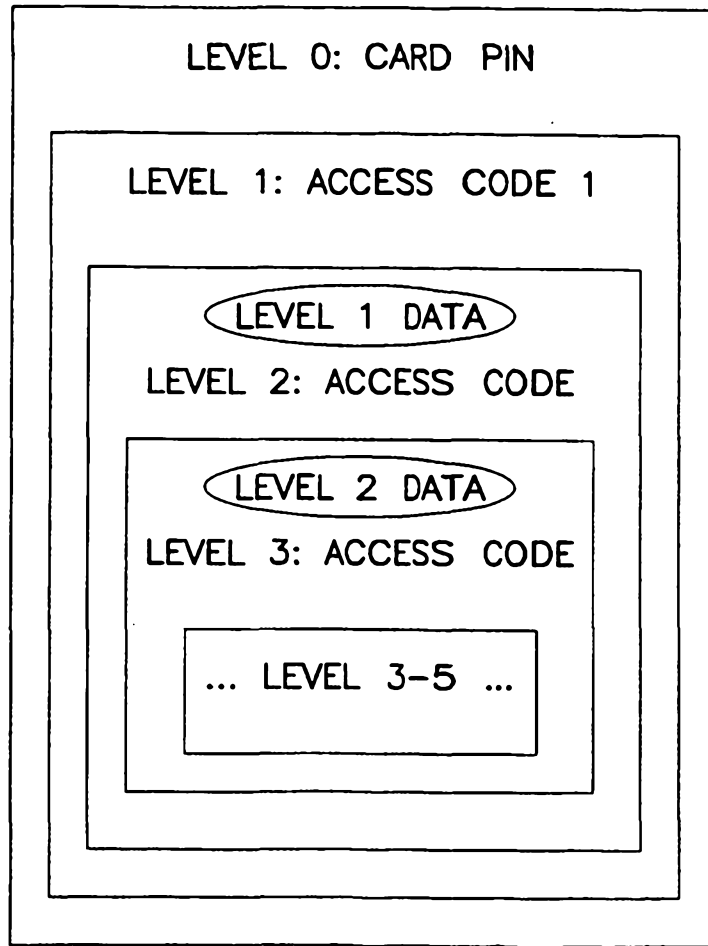 LEVEL 0: CARD PIN
LEVEL 1: ACCESS CODE 1
LEVEL 1 DATA
LEVEL 2: ACCESS CODE
LEVEL 2 DATA
LEVEL 3: ACCESS CODE
... LEVEL 3-5 ...